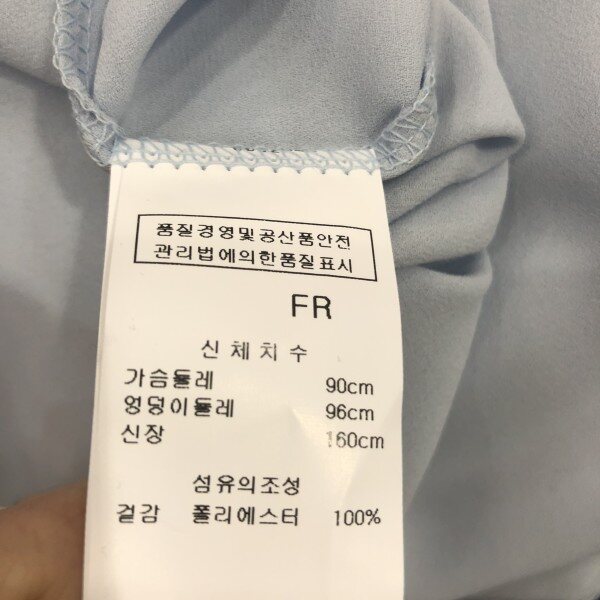 품질경영및공산품안전
관리법에의한품질표시
FR
신체치수
가슴둘레 90cm
엉덩이둘레 96cm
신장 160cm
섬유의조성
겉감 폴리에스터 100%